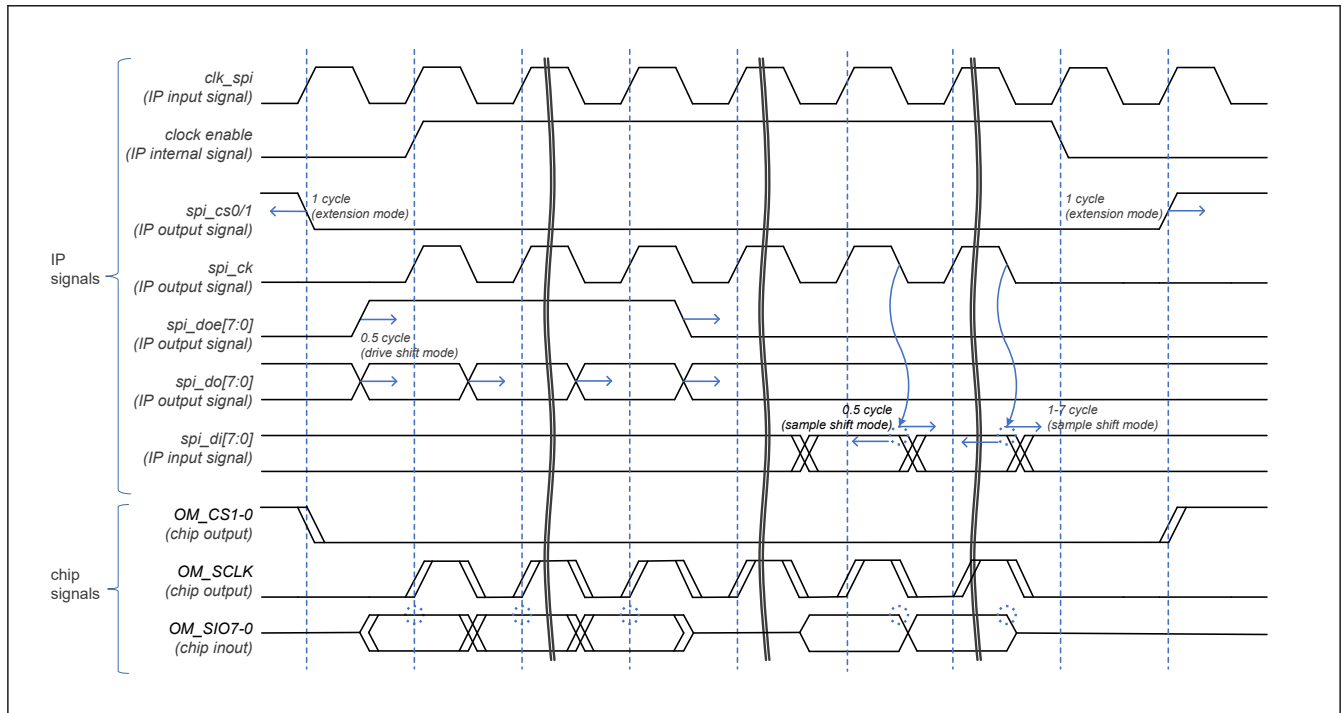 clk_spi
(IP input signal)
clock enable
(IP internal signal)
1 cycle
(extension mode)
1 cycle
(extension mode)
spi_cs0/1
(IP output signal)
IP
signals
spi_ck
(IP output signal)
spi_doe[7:0]
(IP output signal)
0.5 cycle
(drive shift mode)
spi_do[7:0]
(IP output signal)
0.5 cycle
(sample shift mode)
1-7 cycle
(sample shift mode)
spi_di[7:0]
(IP input signal)
OM_CS1-0
(chip output)
chip
signals
OM_SCLK
(chip output)
OM_SIO7-0
(chip inout)